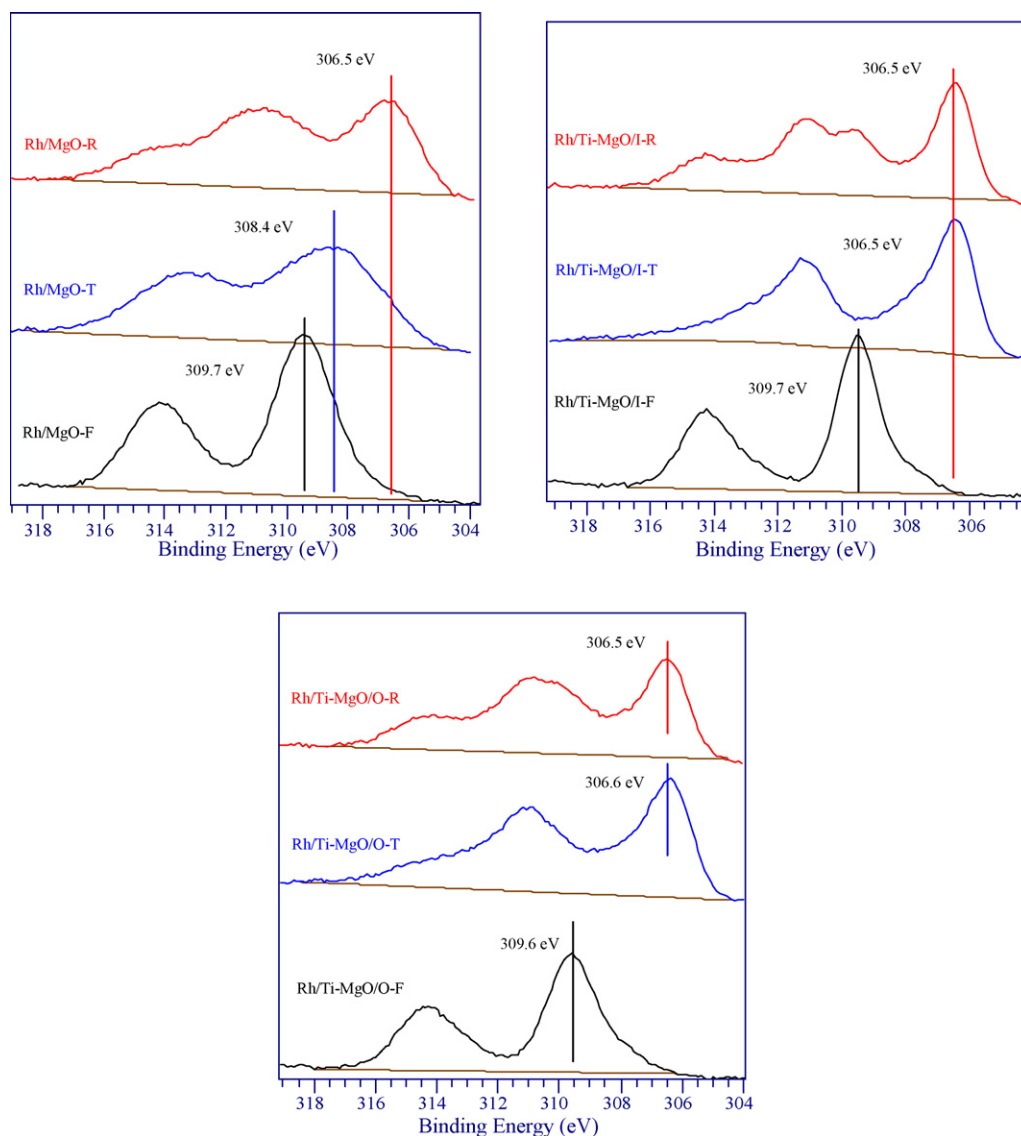 306.5 eV
Rh/MgO-R
308.4 eV
Rh/MgO-T
309.7 eV
Rh/MgO-F
318 316 314 312 310 308 306 304
Binding Energy (eV)
306.5 eV
Rh/Ti-MgO/I-R
306.5 eV
Rh/Ti-MgO/I-T
309.7 eV
Rh/Ti-MgO/I-F
318 316 314 312 310 308 306
Binding Energy (eV)
306.5 eV
Rh/Ti-MgO/O-R
306.6 eV
Rh/Ti-MgO/O-T
309.6 eV
Rh/Ti-MgO/O-F
318 316 314 312 310 308 306 304
Binding Energy (eV)